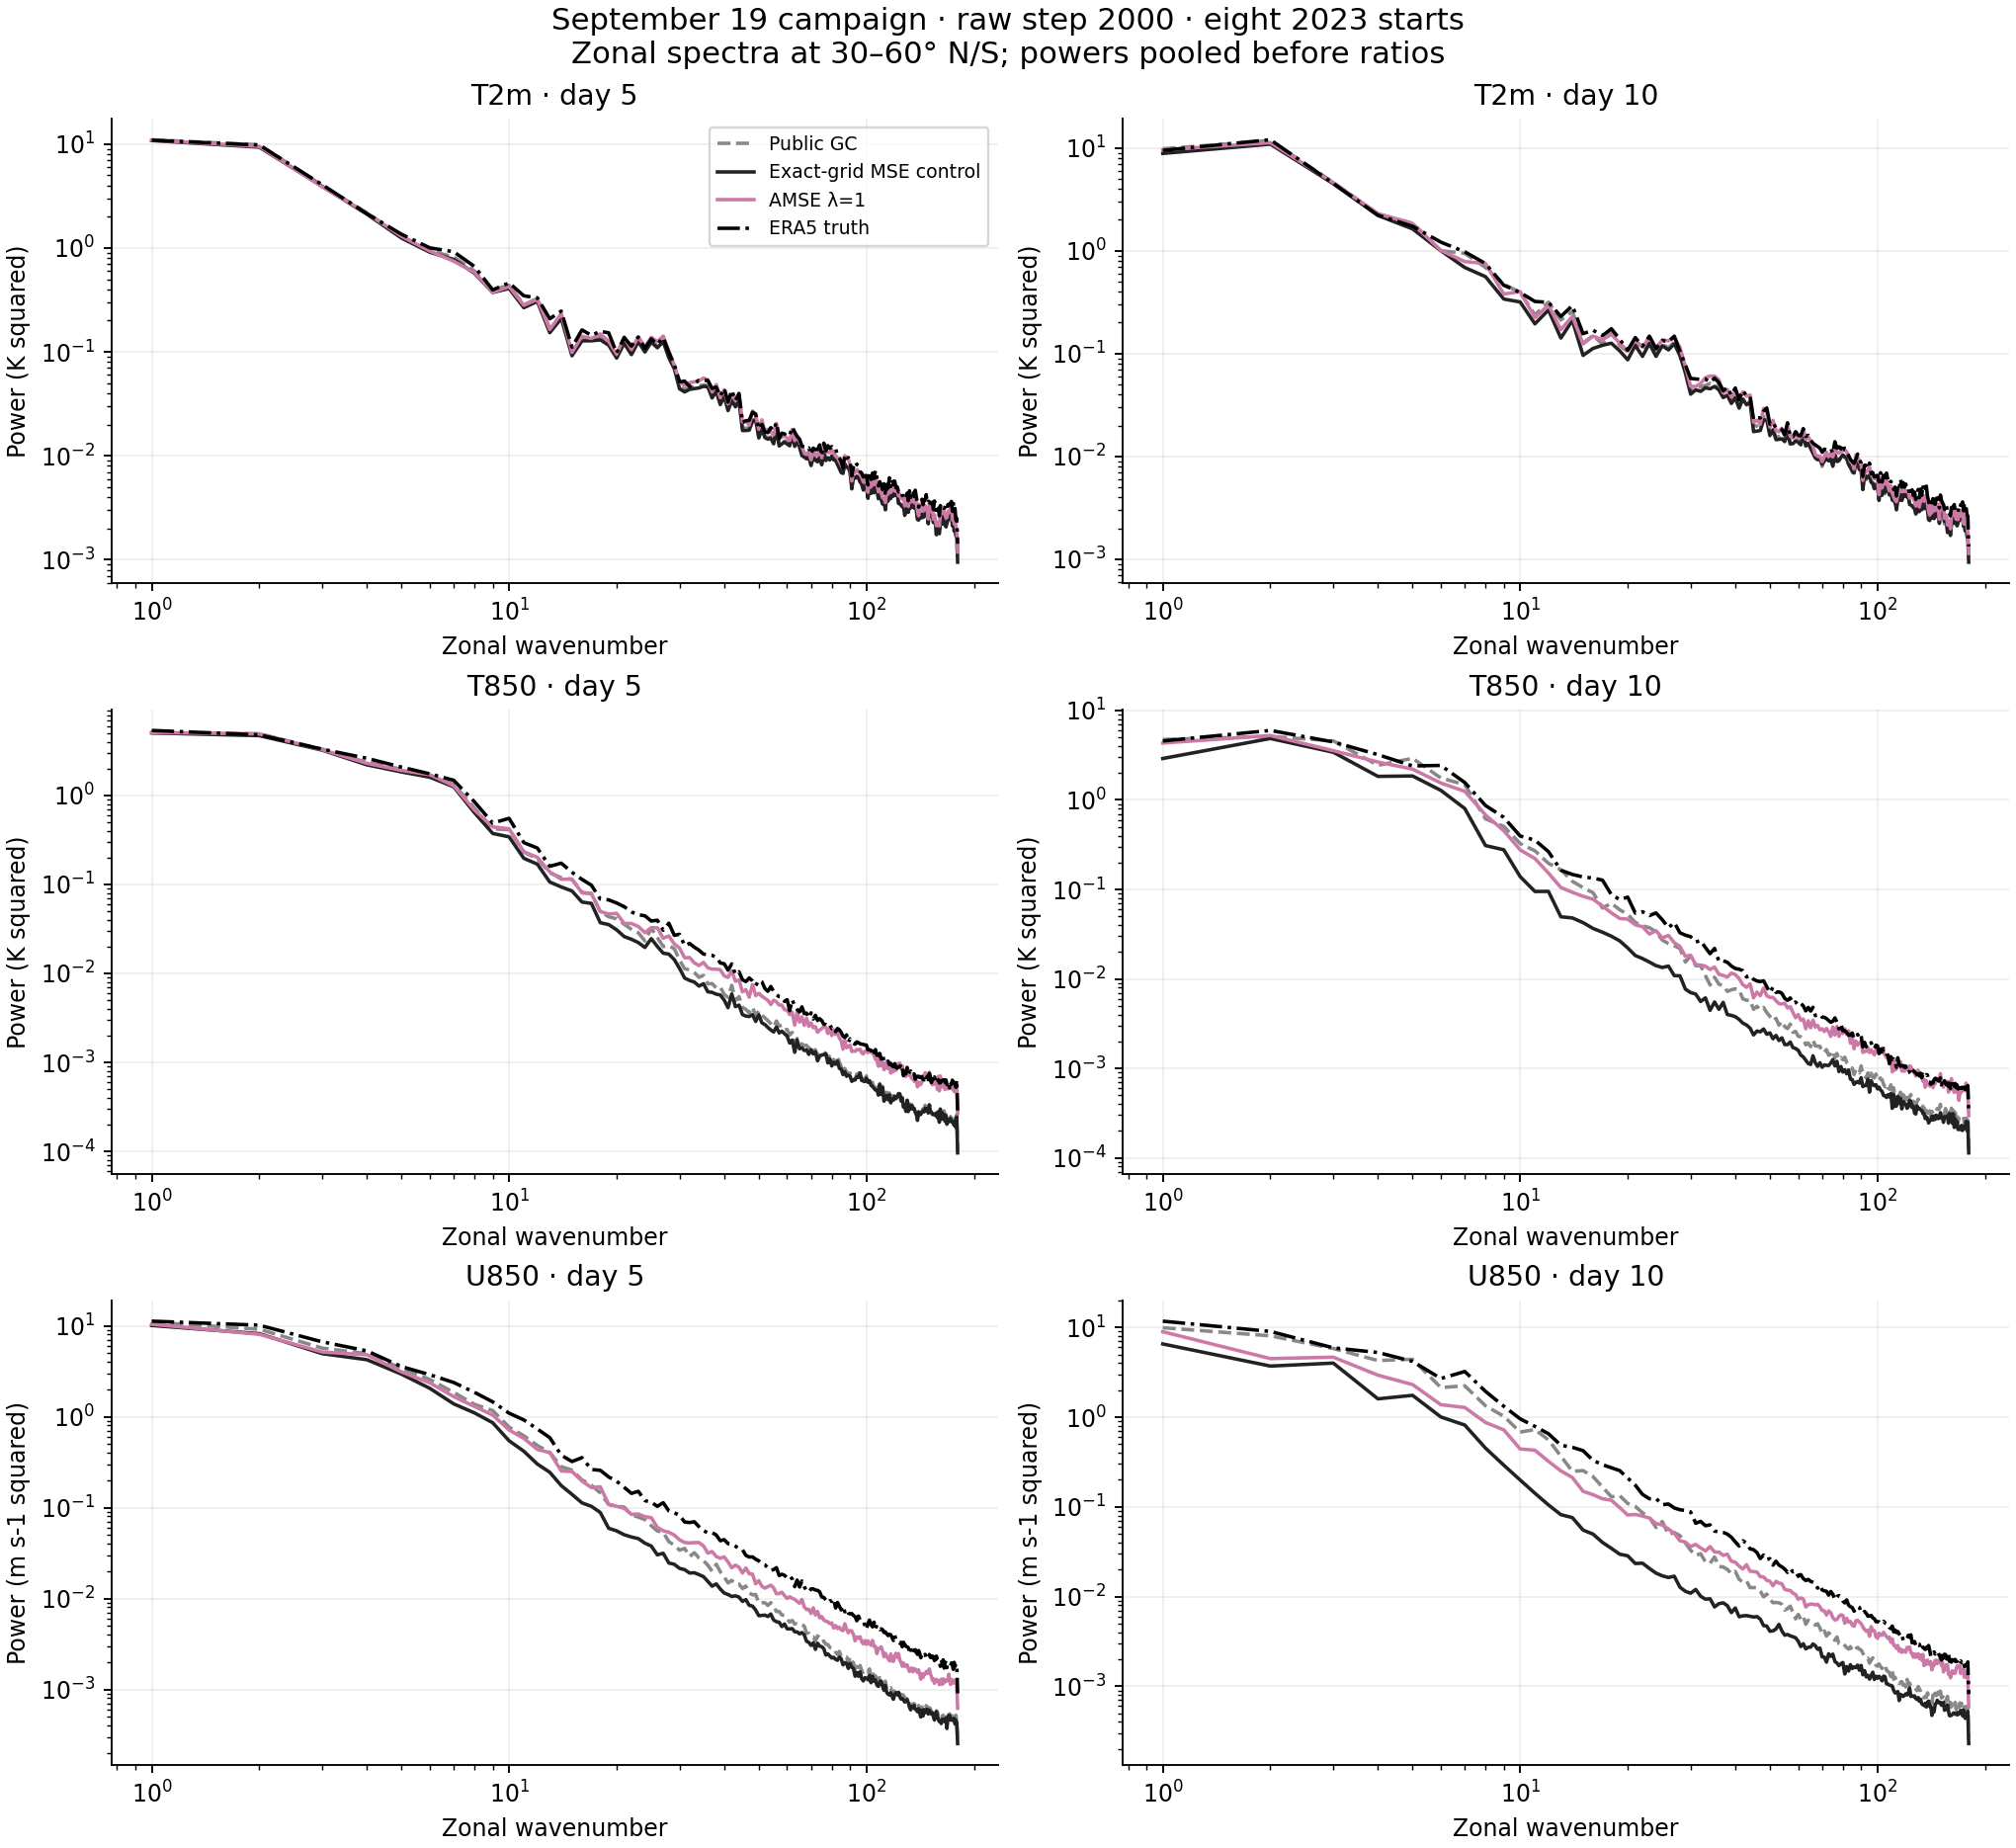 September 19 campaign · raw step 2000 · eight 2023 starts
Zonal spectra at 30–60° N/S; powers pooled before ratios
T2m · day 5
Power (K squared)
10¹
10⁰
10⁻¹
10⁻²
10⁻³
Public GC
Exact-grid MSE control
AMSE λ=1
ERA5 truth
10⁰ 10¹ 10²
Zonal wavenumber
T2m · day 10
Power (K squared)
10¹
10⁰
10⁻¹
10⁻²
10⁻³
10⁰ 10¹ 10²
Zonal wavenumber
T850 · day 5
Power (K squared)
10⁰
10⁻¹
10⁻²
10⁻³
10⁻⁴
10⁰ 10¹ 10²
Zonal wavenumber
T850 · day 10
Power (K squared)
10¹
10⁰
10⁻¹
10⁻²
10⁻³
10⁻⁴
10⁰ 10¹ 10²
Zonal wavenumber
U850 · day 5
Power (m s-1 squared)
10¹
10⁰
10⁻¹
10⁻²
10⁻³
10⁰ 10¹ 10²
Zonal wavenumber
U850 · day 10
Power (m s-1 squared)
10¹
10⁰
10⁻¹
10⁻²
10⁻³
10⁰ 10¹ 10²
Zonal wavenumber